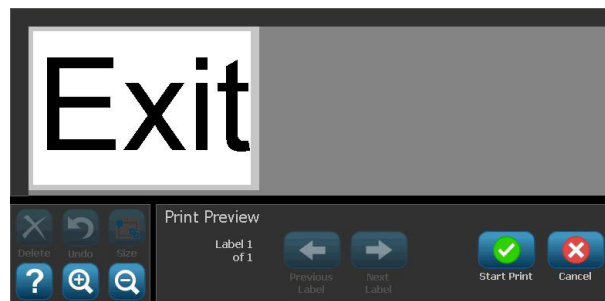 Exit
Print Preview
Label 1
of 1
Delete
Undo
Size
Previous
Label
Next
Label
Start Print
Cancel
?